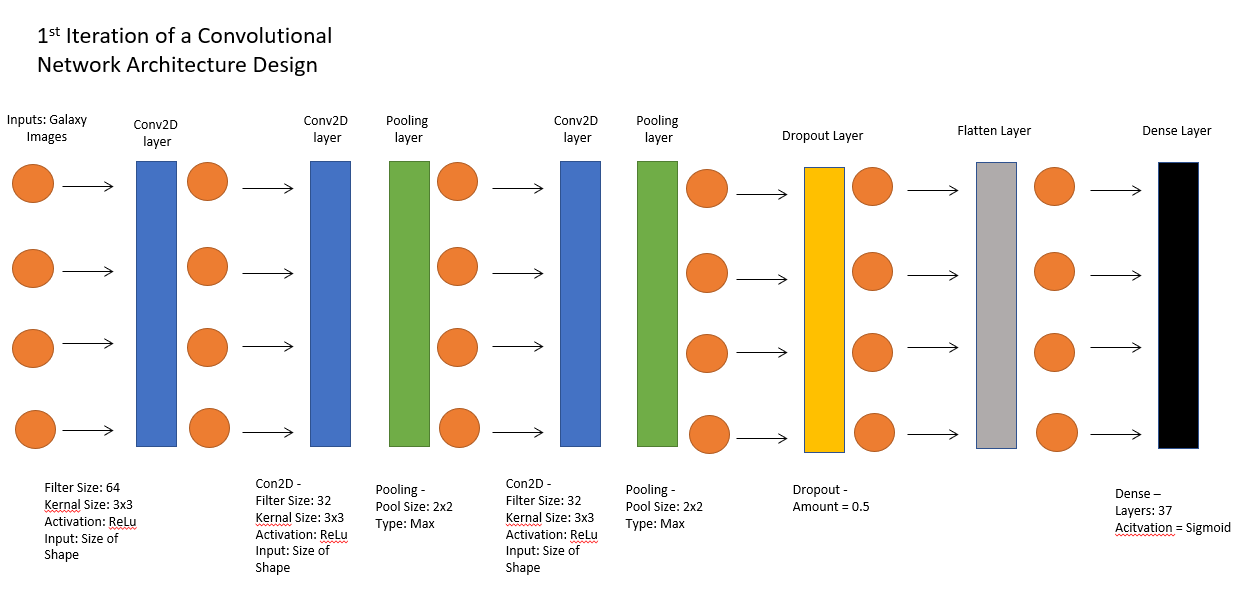 1st Iteration of a Convolutional
Network Architecture Design
Inputs: Galaxy
Images
Conv2D
layer
Conv2D
layer
Pooling
layer
Conv2D
layer
Pooling
layer
Dropout Layer
Flatten Layer
Dense Layer
Filter Size: 64
Kernal Size: 3x3
Activation: ReLu
Input: Size of
Shape
Con2D -
Filter Size: 32
Kernal Size: 3x3
Activation: ReLu
Input: Size of
Shape
Pooling -
Pool Size: 2x2
Type: Max
Con2D -
Filter Size: 32
Kernal Size: 3x3
Activation: ReLu
Input: Size of
Shape
Pooling -
Pool Size: 2x2
Type: Max
Dropout -
Amount = 0.5
Dense –
Layers: 37
Acitvation = Sigmoid